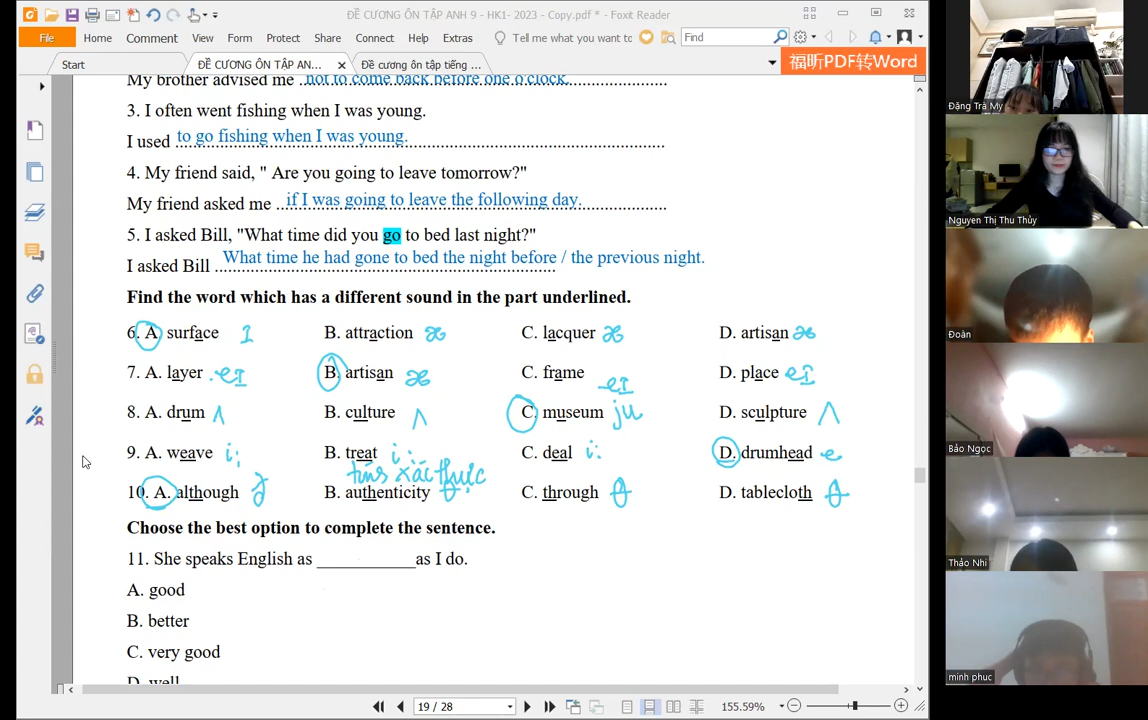 ĐỀ CƯƠNG ÔN TẬP ANH 9 - HK1- 2023 - Copy.pdf * - Foxit Reader
File Home Comment View Form Protect Share Connect Help Extras Tell me what you want to Find
Start ĐỀ CƯƠNG ÔN TẬP AN... Đề cương ôn tập tiếng ... 福昕PDF转Word
My brother advised me ...not to come back before one o'clock.
3. I often went fishing when I was young.
I used to go fishing when I was young.
4. My friend said, " Are you going to leave tomorrow?"
My friend asked me ...if I was going to leave the following day.
5. I asked Bill, "What time did you go to bed last night?"
I asked Bill What time he had gone to bed the night before / the previous night.
Find the word which has a different sound in the part underlined.
6. A. surface I B. attraction æ C. lacquer æ D. artisan æ
7. A. layer eI B. artisan æ C. frame eI D. place eI
8. A. drum ʌ B. culture ʌ C. museum ju D. sculpture ʌ
9. A. weave i: B. treat i: C. deal i: D. drumhead e
tính xác thực
10. A. although ð B. authenticity θ C. through θ D. tablecloth θ
Choose the best option to complete the sentence.
11. She speaks English as ___________as I do.
A. good
B. better
C. very good
D. well
19 / 28 155.59%
Đặng Trà My
Nguyen Thị Thu Thủy
Đoàn
Bảo Ngọc
Thảo Nhi
minh phuc